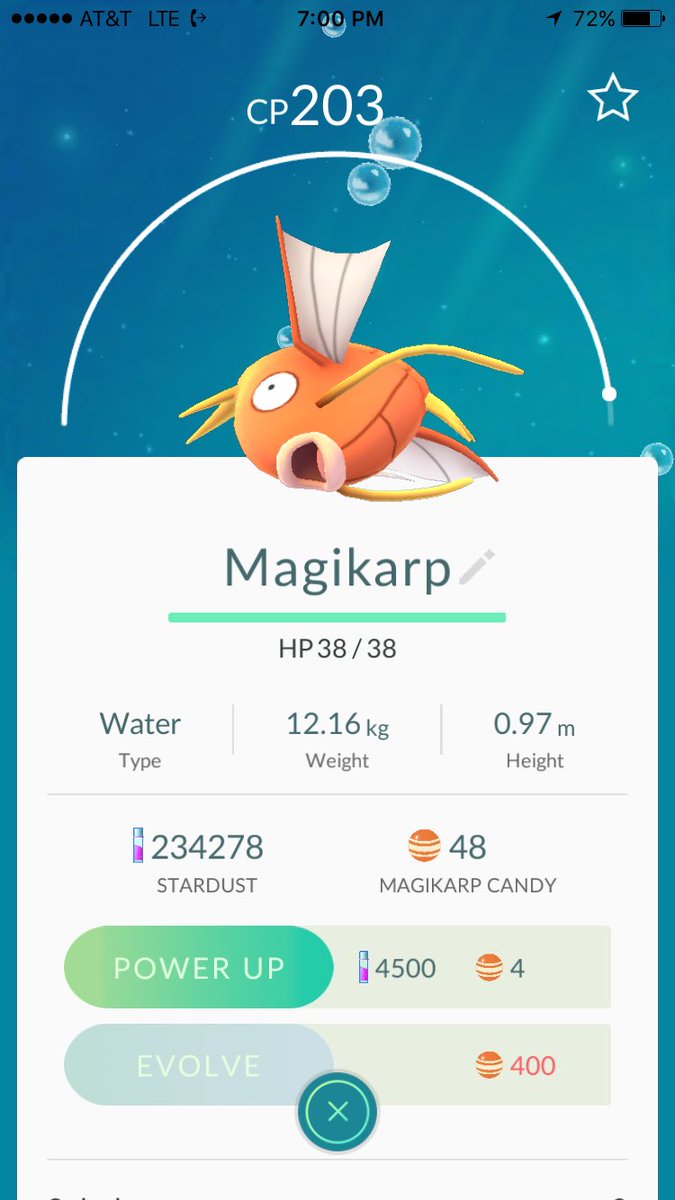 AT&T LTE 7:00 PM 72%
CP203
Magikarp
HP 38 / 38
Water 12.16 kg 0.97 m
Type Weight Height
234278 48
STARDUST MAGIKARP CANDY
POWER UP 4500 4
EVOLVE 400